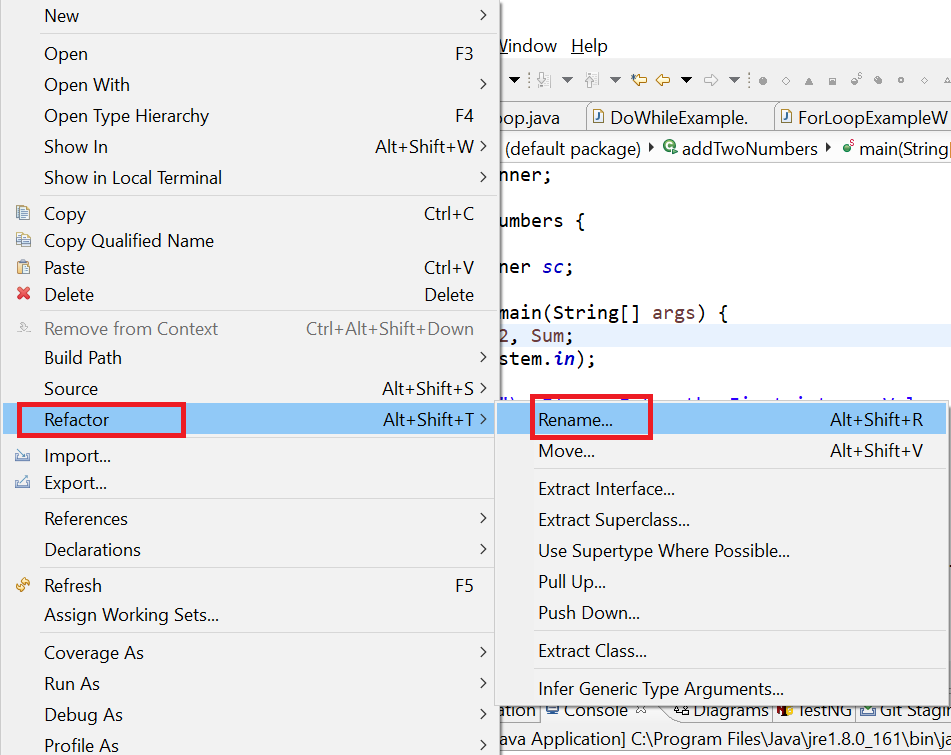 New
Window Help
Open F3
Open With
Open Type Hierarchy F4
oop.java DoWhileExample. ForLoopExampleW
Show In Alt+Shift+W
(default package) addTwoNumbers main(String[
Show in Local Terminal
nner;
Copy Ctrl+C
umbers {
Copy Qualified Name
Paste Ctrl+V
ner sc;
Delete Delete
main(String[] args) {
Remove from Context Ctrl+Alt+Shift+Down
2, Sum;
Build Path
stem.in);
Source Alt+Shift+S
Refactor Alt+Shift+T
Rename... Alt+Shift+R
Move... Alt+Shift+V
Import...
Export...
Extract Interface...
References
Extract Superclass...
Declarations
Use Supertype Where Possible...
Refresh F5
Pull Up...
Assign Working Sets...
Push Down...
Coverage As
Extract Class...
Run As
Infer Generic Type Arguments...
Debug As
ation Console Diagrams TestNG Git Stagin
Profile As
ava Application] C:\Program Files\Java\jre1.8.0_161\bin\ja